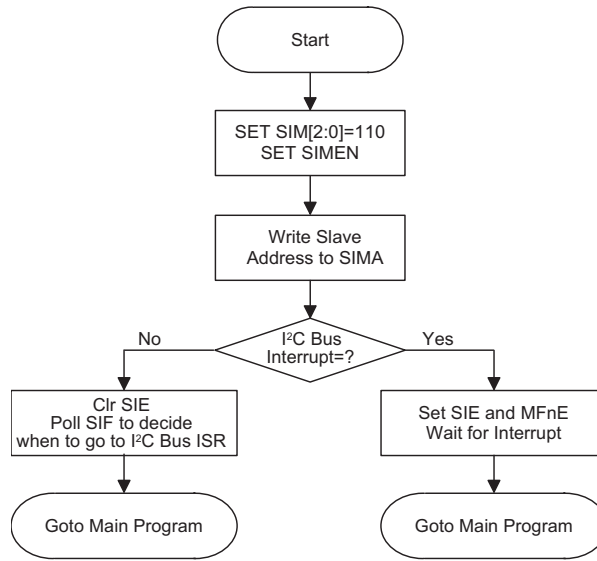 Start
SET SIM[2:0]=110
SET SIMEN
Write Slave
Address to SIMA
I²C Bus
Interrupt=?
No
Yes
Clr SIE
Poll SIF to decide
when to go to I²C Bus ISR
Set SIE and MFnE
Wait for Interrupt
Goto Main Program
Goto Main Program